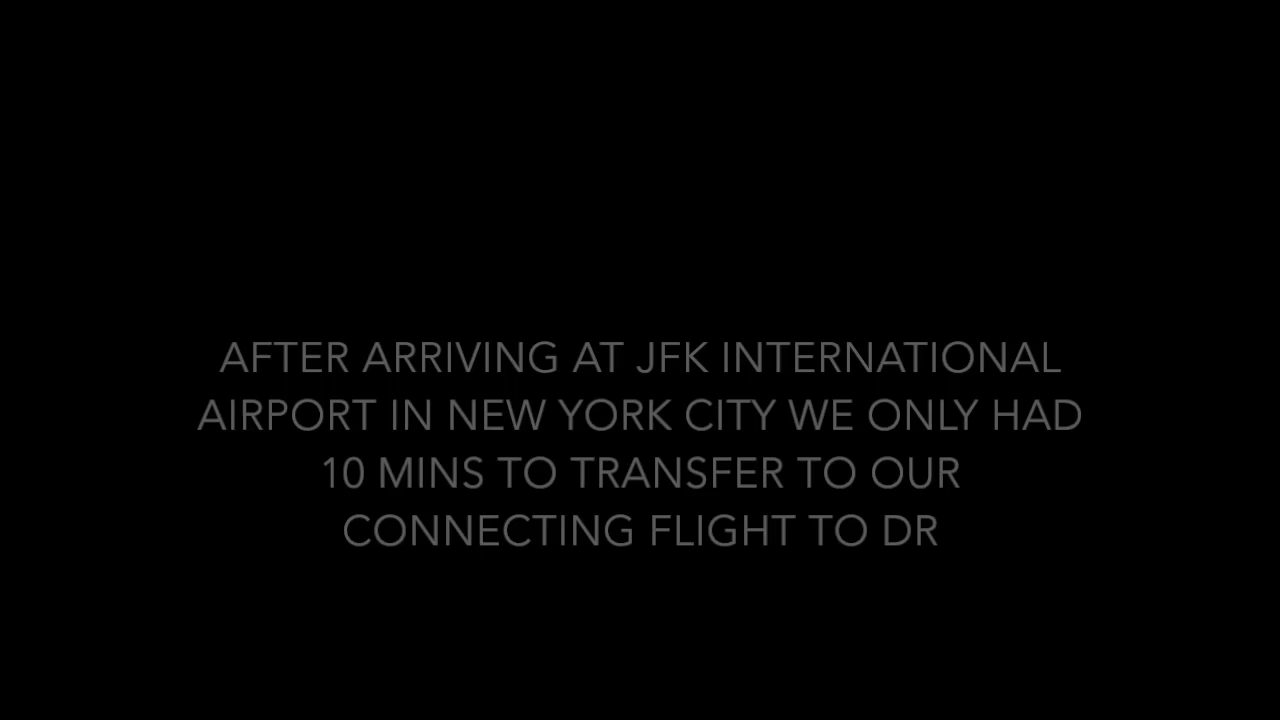 AFTER ARRIVING AT JFK INTERNATIONAL
AIRPORT IN NEW YORK CITY WE ONLY HAD
10 MINS TO TRANSFER TO OUR
CONNECTING FLIGHT TO DR